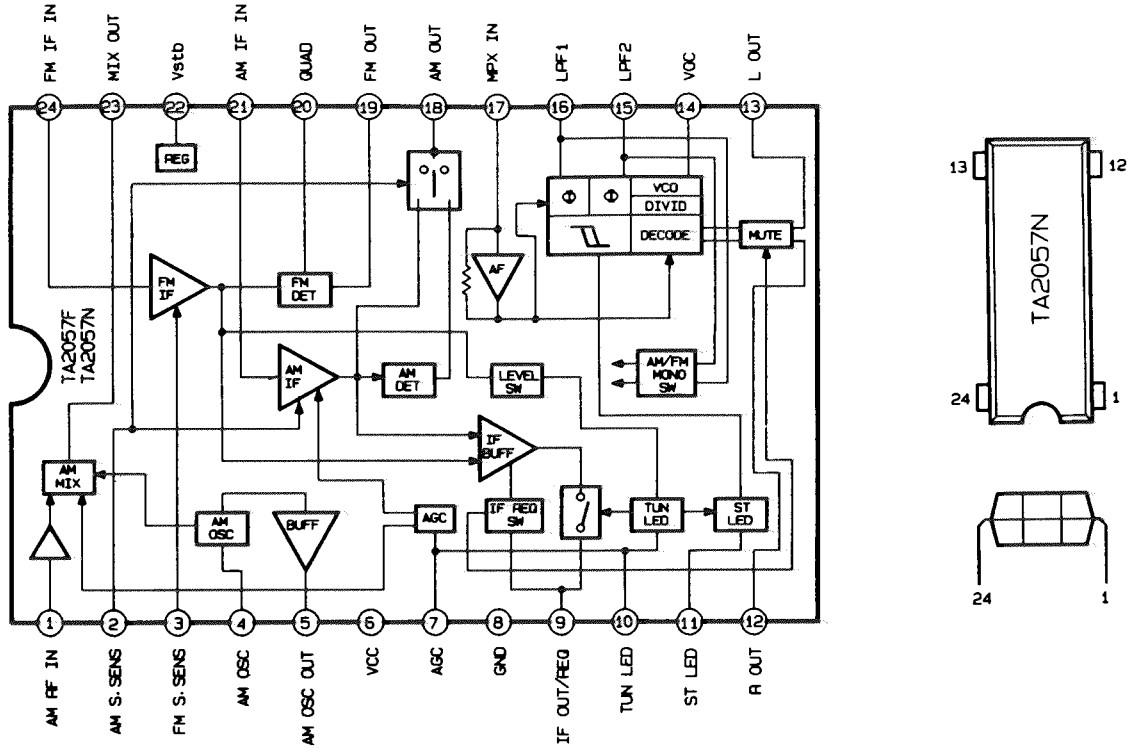 FM IF IN
MIX OUT
Vstb
AM IF IN
QUAD
FM OUT
AM OUT
MPX IN
LPF1
LPF2
VOC
L OUT
24
23
22
21
20
19
18
17
16
15
14
13
REG
VCO
Φ
Φ
DIVID
DECODE
MUTE
AF
FM
IF
FM
DET
TA2057F
TA2057N
AM
IF
AM
DET
LEVEL
SW
AM/FM
MONO
SW
IF
BUFF
AM
MIX
AM
OSC
BUFF
AGC
IF REQ
SW
TUN
LED
ST
LED
1
2
3
4
5
6
7
8
9
10
11
12
AM RF IN
AM S.SENS
FM S.SENS
AM OSC
AM OSC OUT
VCC
AGC
GND
IF OUT/REQ
TUN LED
ST LED
R OUT
13
12
TA2057N
24
1
24
1